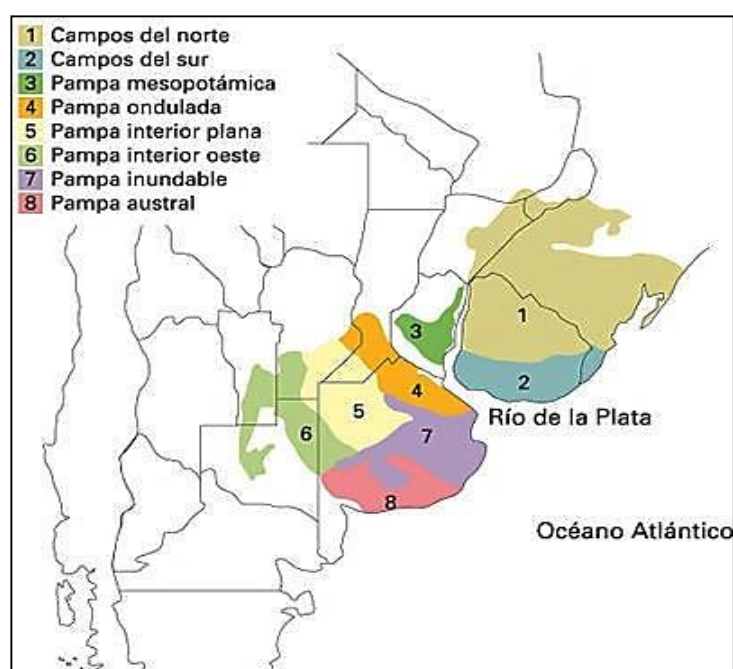 1 Campos del norte
2 Campos del sur
3 Pampa mesopotámica
4 Pampa ondulada
5 Pampa interior plana
6 Pampa interior oeste
7 Pampa inundable
8 Pampa austral
1
3
2
4
5
Río de la Plata
6
7
8
Océano Atlántico